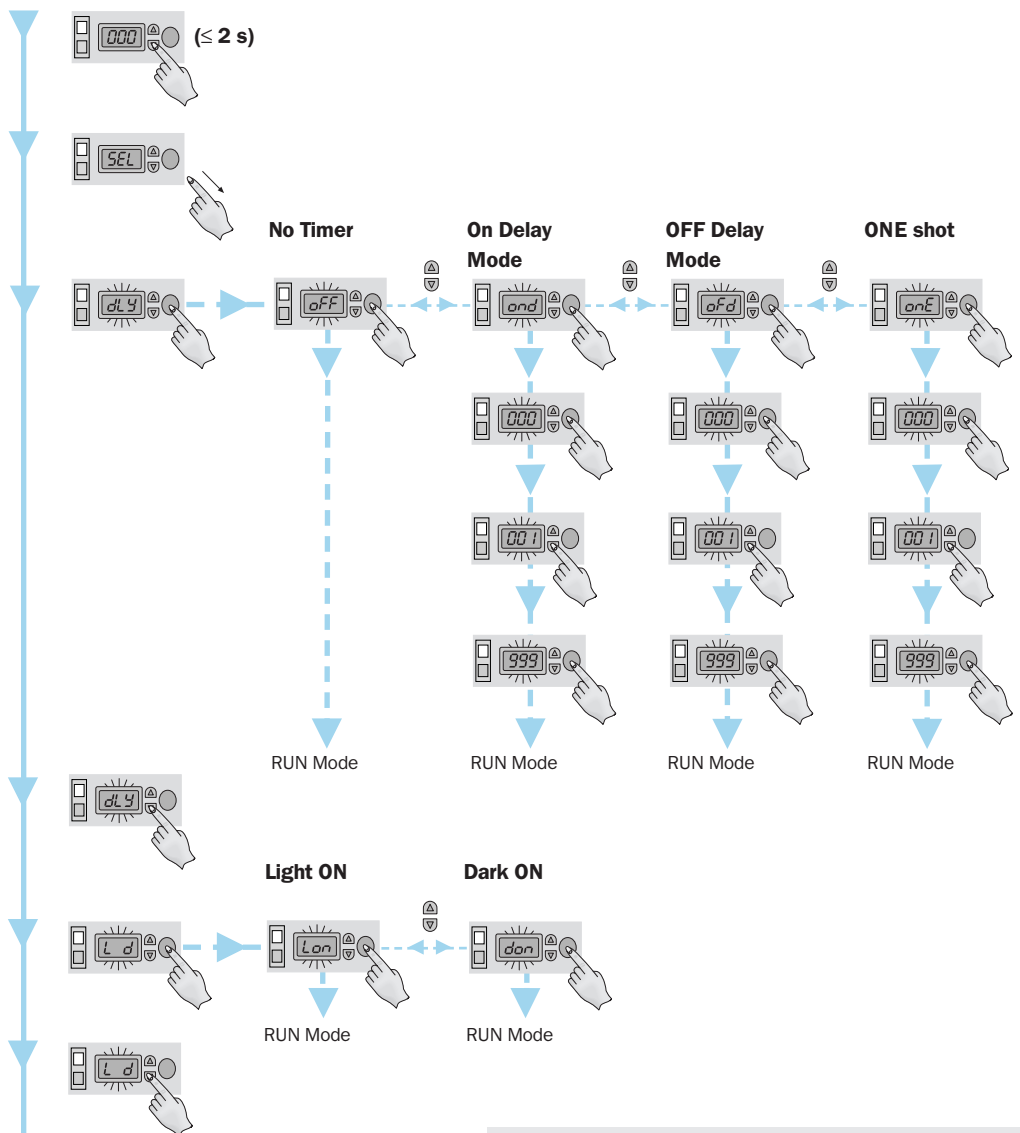 000 (≤ 2 s)
SEL
No Timer
On Delay
Mode
OFF Delay
Mode
ONE shot
dLY oFF ond oFd onE
000 000 000
001 001 001
999 999 999
RUN Mode RUN Mode RUN Mode RUN Mode
dLY
Light ON Dark ON
L d Lon don
RUN Mode RUN Mode
L d